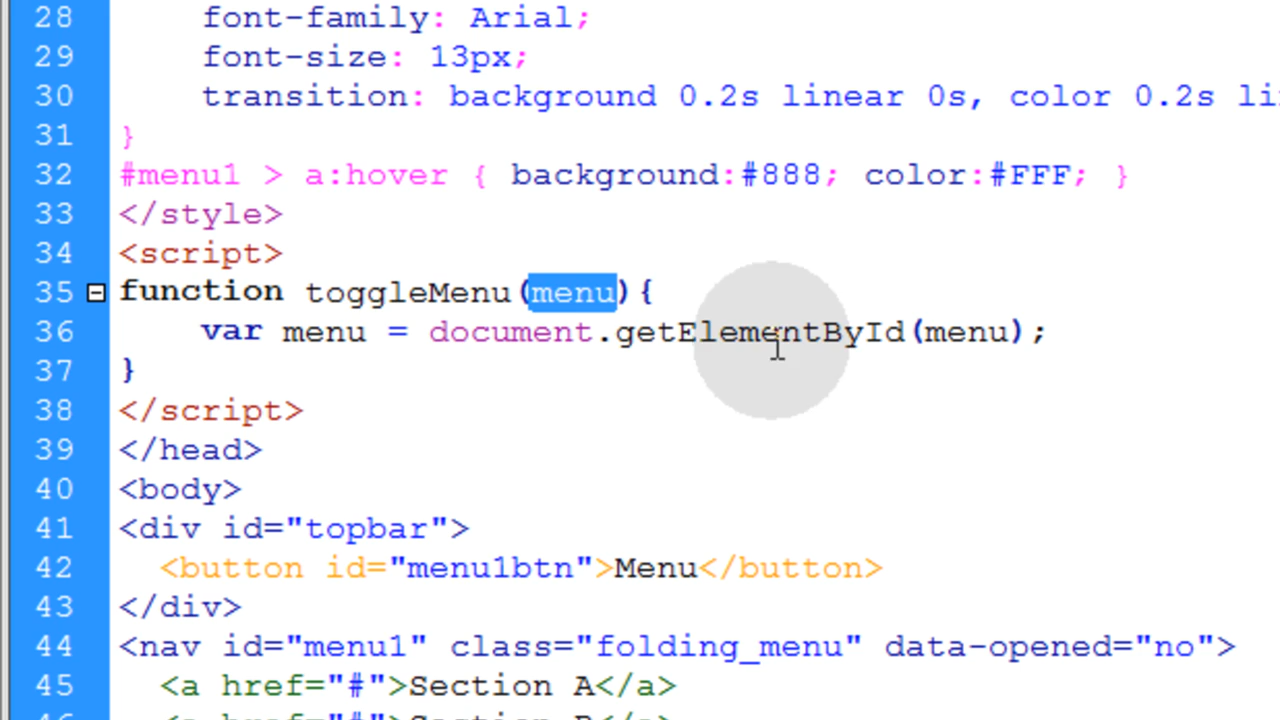 28 font-family: Arial;
29 font-size: 13px;
30 transition: background 0.2s linear 0s, color 0.2s li
31 }
32 #menu1 > a:hover { background:#888; color:#FFF; }
33 </style>
34 <script>
35 function toggleMenu(menu){
36 var menu = document.getElementById(menu);
37 }
38 </script>
39 </head>
40 <body>
41 <div id="topbar">
42 <button id="menu1btn">Menu</button>
43 </div>
44 <nav id="menu1" class="folding_menu" data-opened="no">
45 <a href="#">Section A</a>